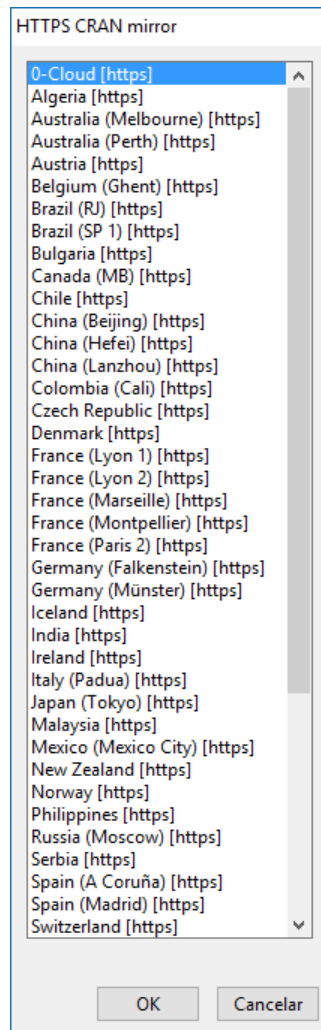 HTTPS CRAN mirror
0-Cloud [https]
Algeria [https]
Australia (Melbourne) [https]
Australia (Perth) [https]
Austria [https]
Belgium (Ghent) [https]
Brazil (RJ) [https]
Brazil (SP 1) [https]
Bulgaria [https]
Canada (MB) [https]
Chile [https]
China (Beijing) [https]
China (Hefei) [https]
China (Lanzhou) [https]
Colombia (Cali) [https]
Czech Republic [https]
Denmark [https]
France (Lyon 1) [https]
France (Lyon 2) [https]
France (Marseille) [https]
France (Montpellier) [https]
France (Paris 2) [https]
Germany (Falkenstein) [https]
Germany (Münster) [https]
Iceland [https]
India [https]
Ireland [https]
Italy (Padua) [https]
Japan (Tokyo) [https]
Malaysia [https]
Mexico (Mexico City) [https]
New Zealand [https]
Norway [https]
Philippines [https]
Russia (Moscow) [https]
Serbia [https]
Spain (A Coruña) [https]
Spain (Madrid) [https]
Switzerland [https]
OK Cancelar